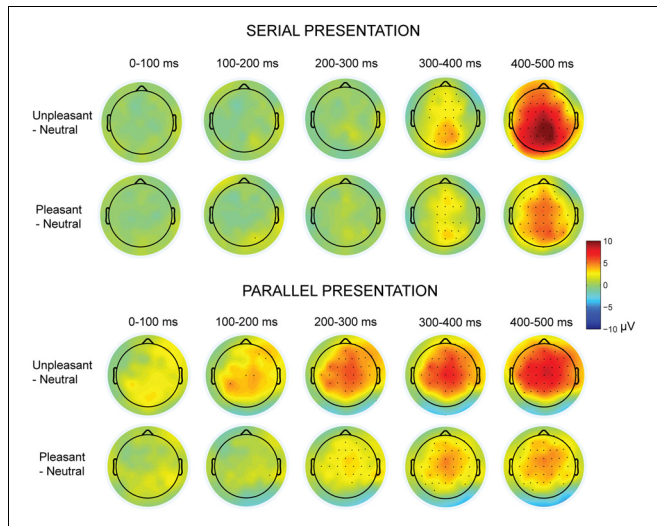 SERIAL PRESENTATION
0-100 ms 100-200 ms 200-300 ms 300-400 ms 400-500 ms
Unpleasant
- Neutral
Pleasant
- Neutral
10
5
0
−5
−10 μV
PARALLEL PRESENTATION
0-100 ms 100-200 ms 200-300 ms 300-400 ms 400-500 ms
Unpleasant
- Neutral
Pleasant
- Neutral